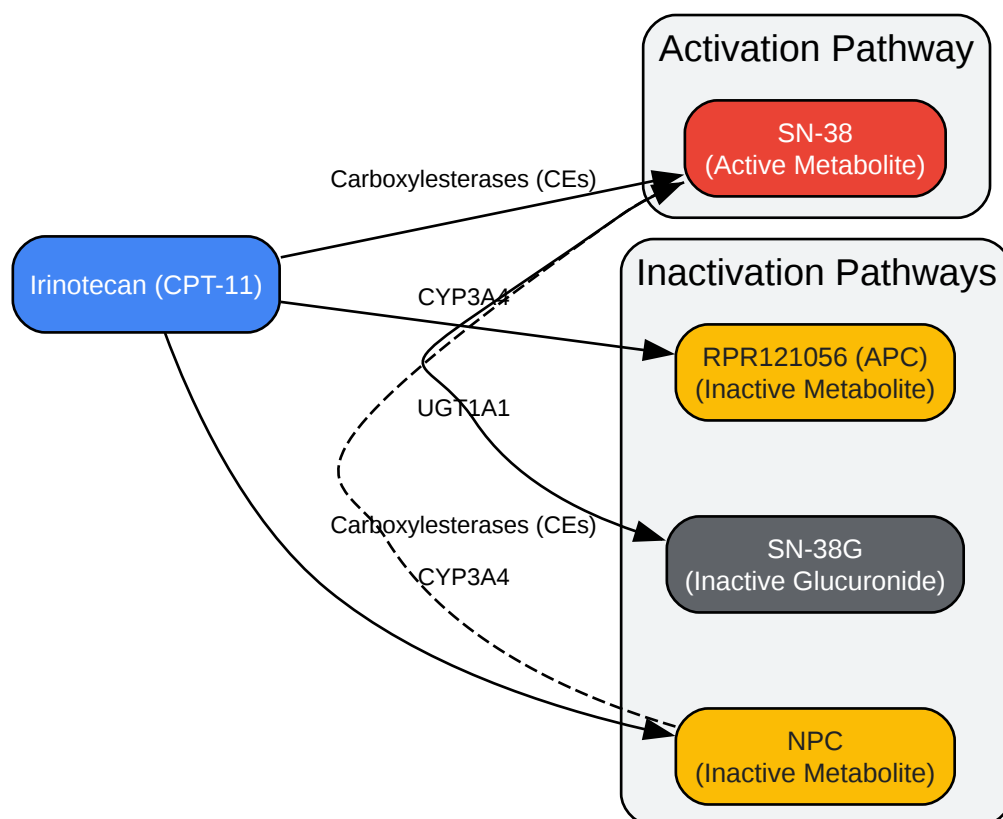 Activation Pathway
SN-38
(Active Metabolite)
Carboxylesterases (CEs)
Irinotecan (CPT-11)
Inactivation Pathways
CYP3A4
RPR121056 (APC)
(Inactive Metabolite)
UGT1A1
Carboxylesterases (CEs)
SN-38G
(Inactive Glucuronide)
CYP3A4
NPC
(Inactive Metabolite)